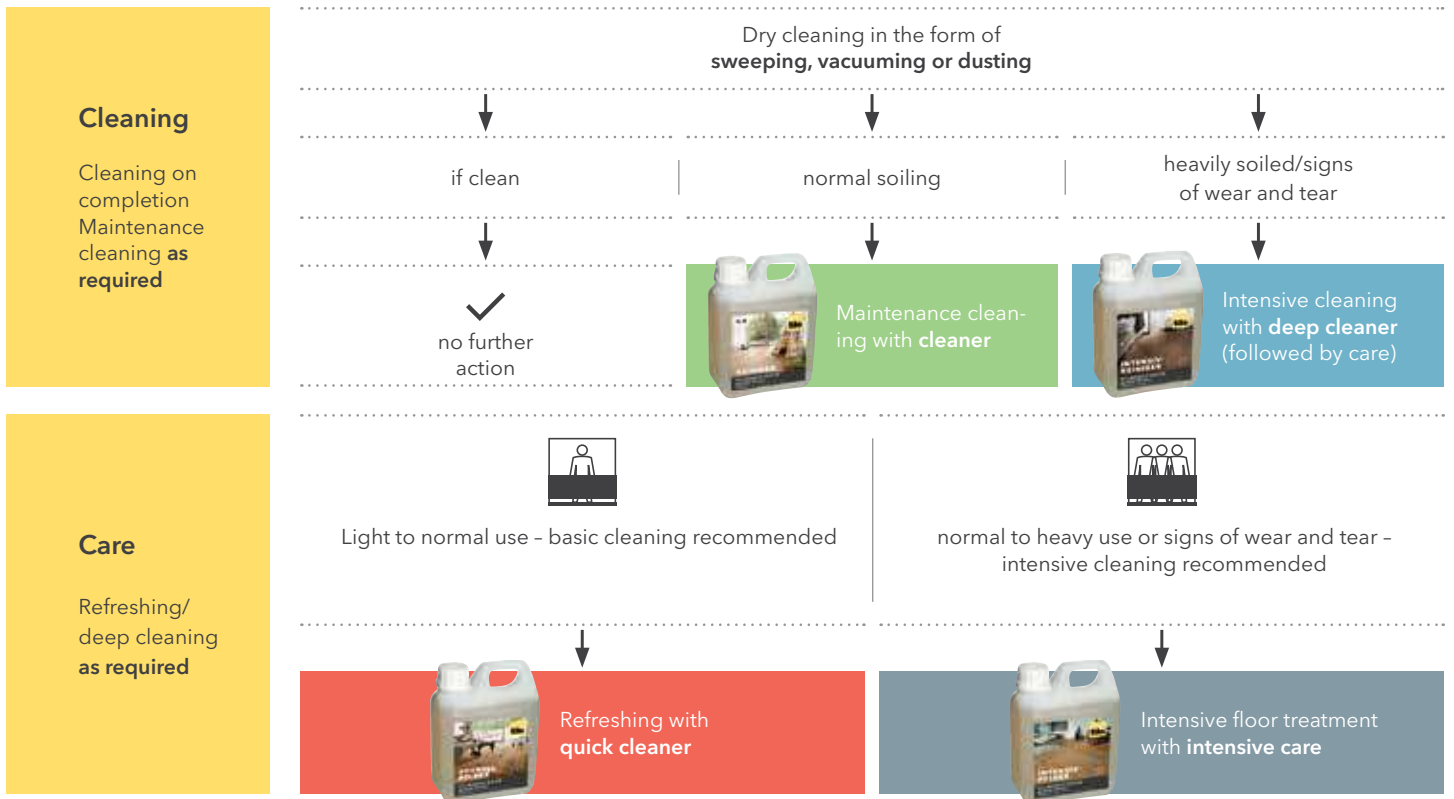 Dry cleaning in the form of
sweeping, vacuuming or dusting
Cleaning
Cleaning on
completion
Maintenance
cleaning as
required
if clean
normal soiling
heavily soiled/signs
of wear and tear
no further
action
Maintenance clean-
ing with cleaner
Intensive cleaning
with deep cleaner
(followed by care)
INTENSIV-
REINIGER
Care
Refreshing/
deep cleaning
as required
Light to normal use – basic cleaning recommended
normal to heavy use or signs of wear and tear –
intensive cleaning recommended
Refreshing with
quick cleaner
Intensive floor treatment
with intensive care